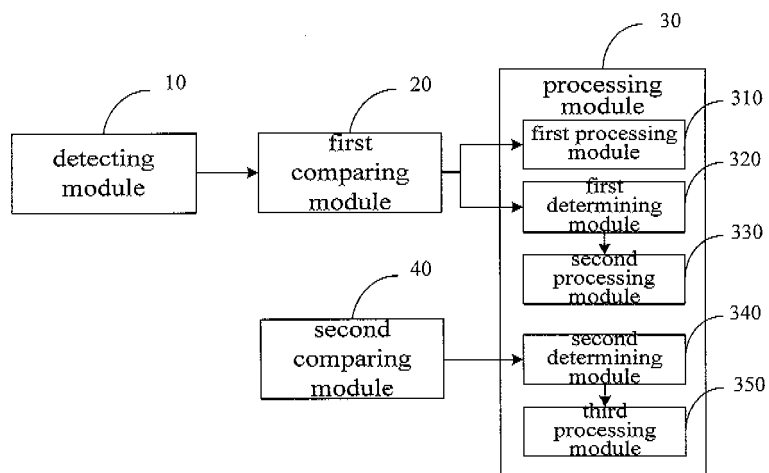 30
10
20
processing
module
310
first processing
module
detecting
module
first
comparing
module
320
first
determining
module
330
second
processing
module
40
second
comparing
module
340
second
determining
module
350
third
processing
module